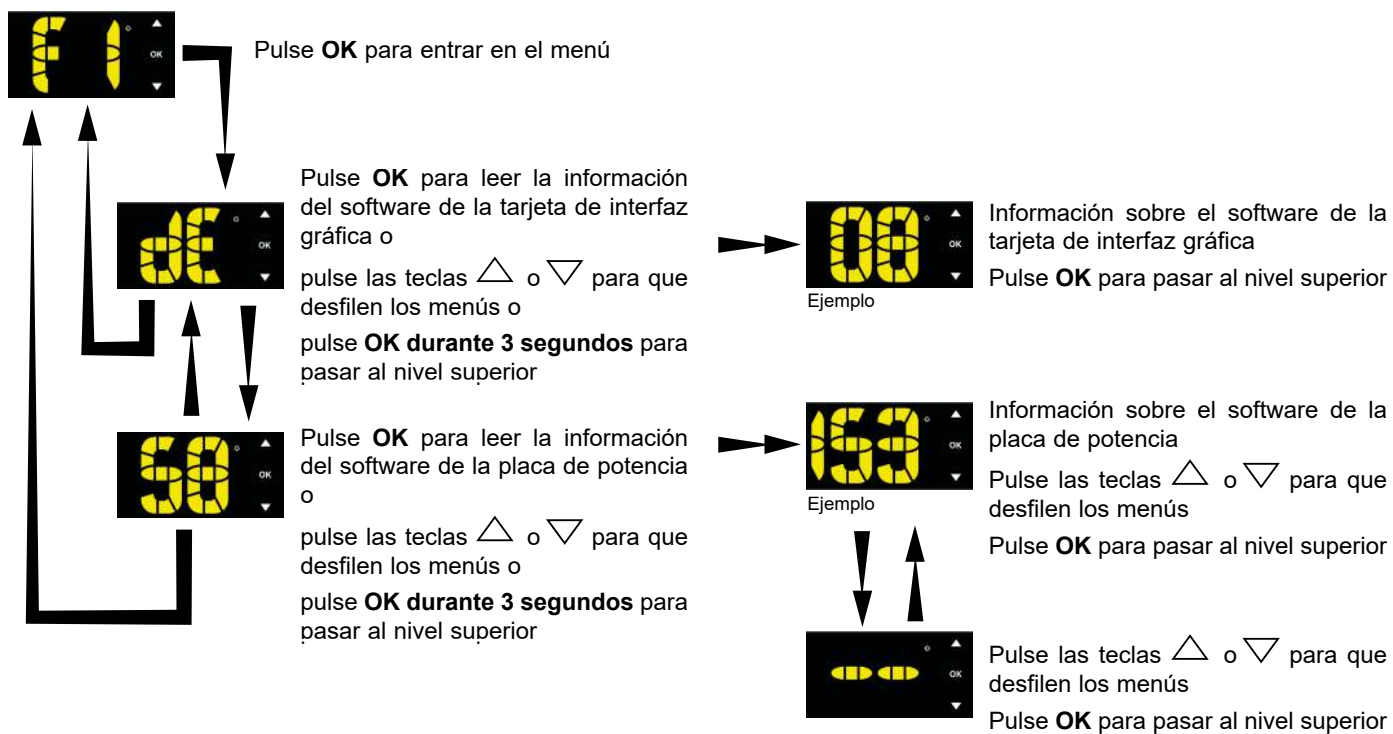 F1
OK
Pulse OK para entrar en el menú
dC
OK
Pulse OK para leer la información
del software de la tarjeta de interfaz
gráfica o
pulse las teclas △ o ▽ para que
desfilen los menús o
pulse OK durante 3 segundos para
pasar al nivel superior
08
OK
Ejemplo
Información sobre el software de la
tarjeta de interfaz gráfica
Pulse OK para pasar al nivel superior
S8
OK
Pulse OK para leer la información
del software de la placa de potencia
o
pulse las teclas △ o ▽ para que
desfilen los menús o
pulse OK durante 3 segundos para
pasar al nivel superior
153
OK
Ejemplo
Información sobre el software de la
placa de potencia
Pulse las teclas △ o ▽ para que
desfilen los menús
Pulse OK para pasar al nivel superior
--
OK
Pulse las teclas △ o ▽ para que
desfilen los menús
Pulse OK para pasar al nivel superior